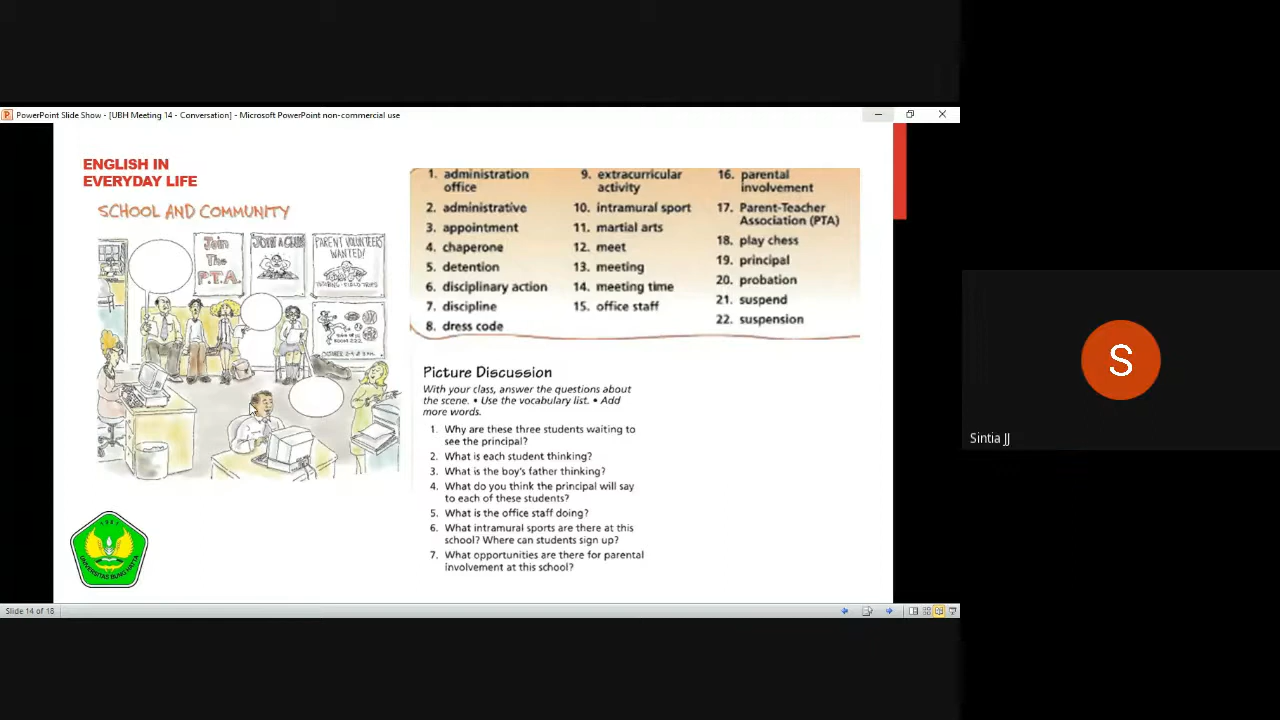 PowerPoint Slide Show - [UBH Meeting 14 - Conversation] - Microsoft PowerPoint non-commercial use
ENGLISH IN
EVERYDAY LIFE
SCHOOL AND COMMUNITY
Join
The
P.T.A.
JOIN A CLUB
PARENT VOLUNTEERS
WANTED!
FIELD TRIPS
ROOM 222
1. administration
office
2. administrative
3. appointment
4. chaperone
5. detention
6. disciplinary action
7. discipline
8. dress code
9. extracurricular
activity
10. intramural sport
11. martial arts
12. meet
13. meeting
14. meeting time
15. office staff
16. parental
involvement
17. Parent-Teacher
Association (PTA)
18. play chess
19. principal
20. probation
21. suspend
22. suspension
Picture Discussion
With your class, answer the questions about
the scene. • Use the vocabulary list. • Add
more words.
1. Why are these three students waiting to
see the principal?
2. What is each student thinking?
3. What is the boy's father thinking?
4. What do you think the principal will say
to each of these students?
5. What is the office staff doing?
6. What intramural sports are there at this
school? Where can students sign up?
7. What opportunities are there for parental
involvement at this school?
1981
UNIVERSITAS BUNG HATTA
Slide 14 of 18
S
Sintia JJ